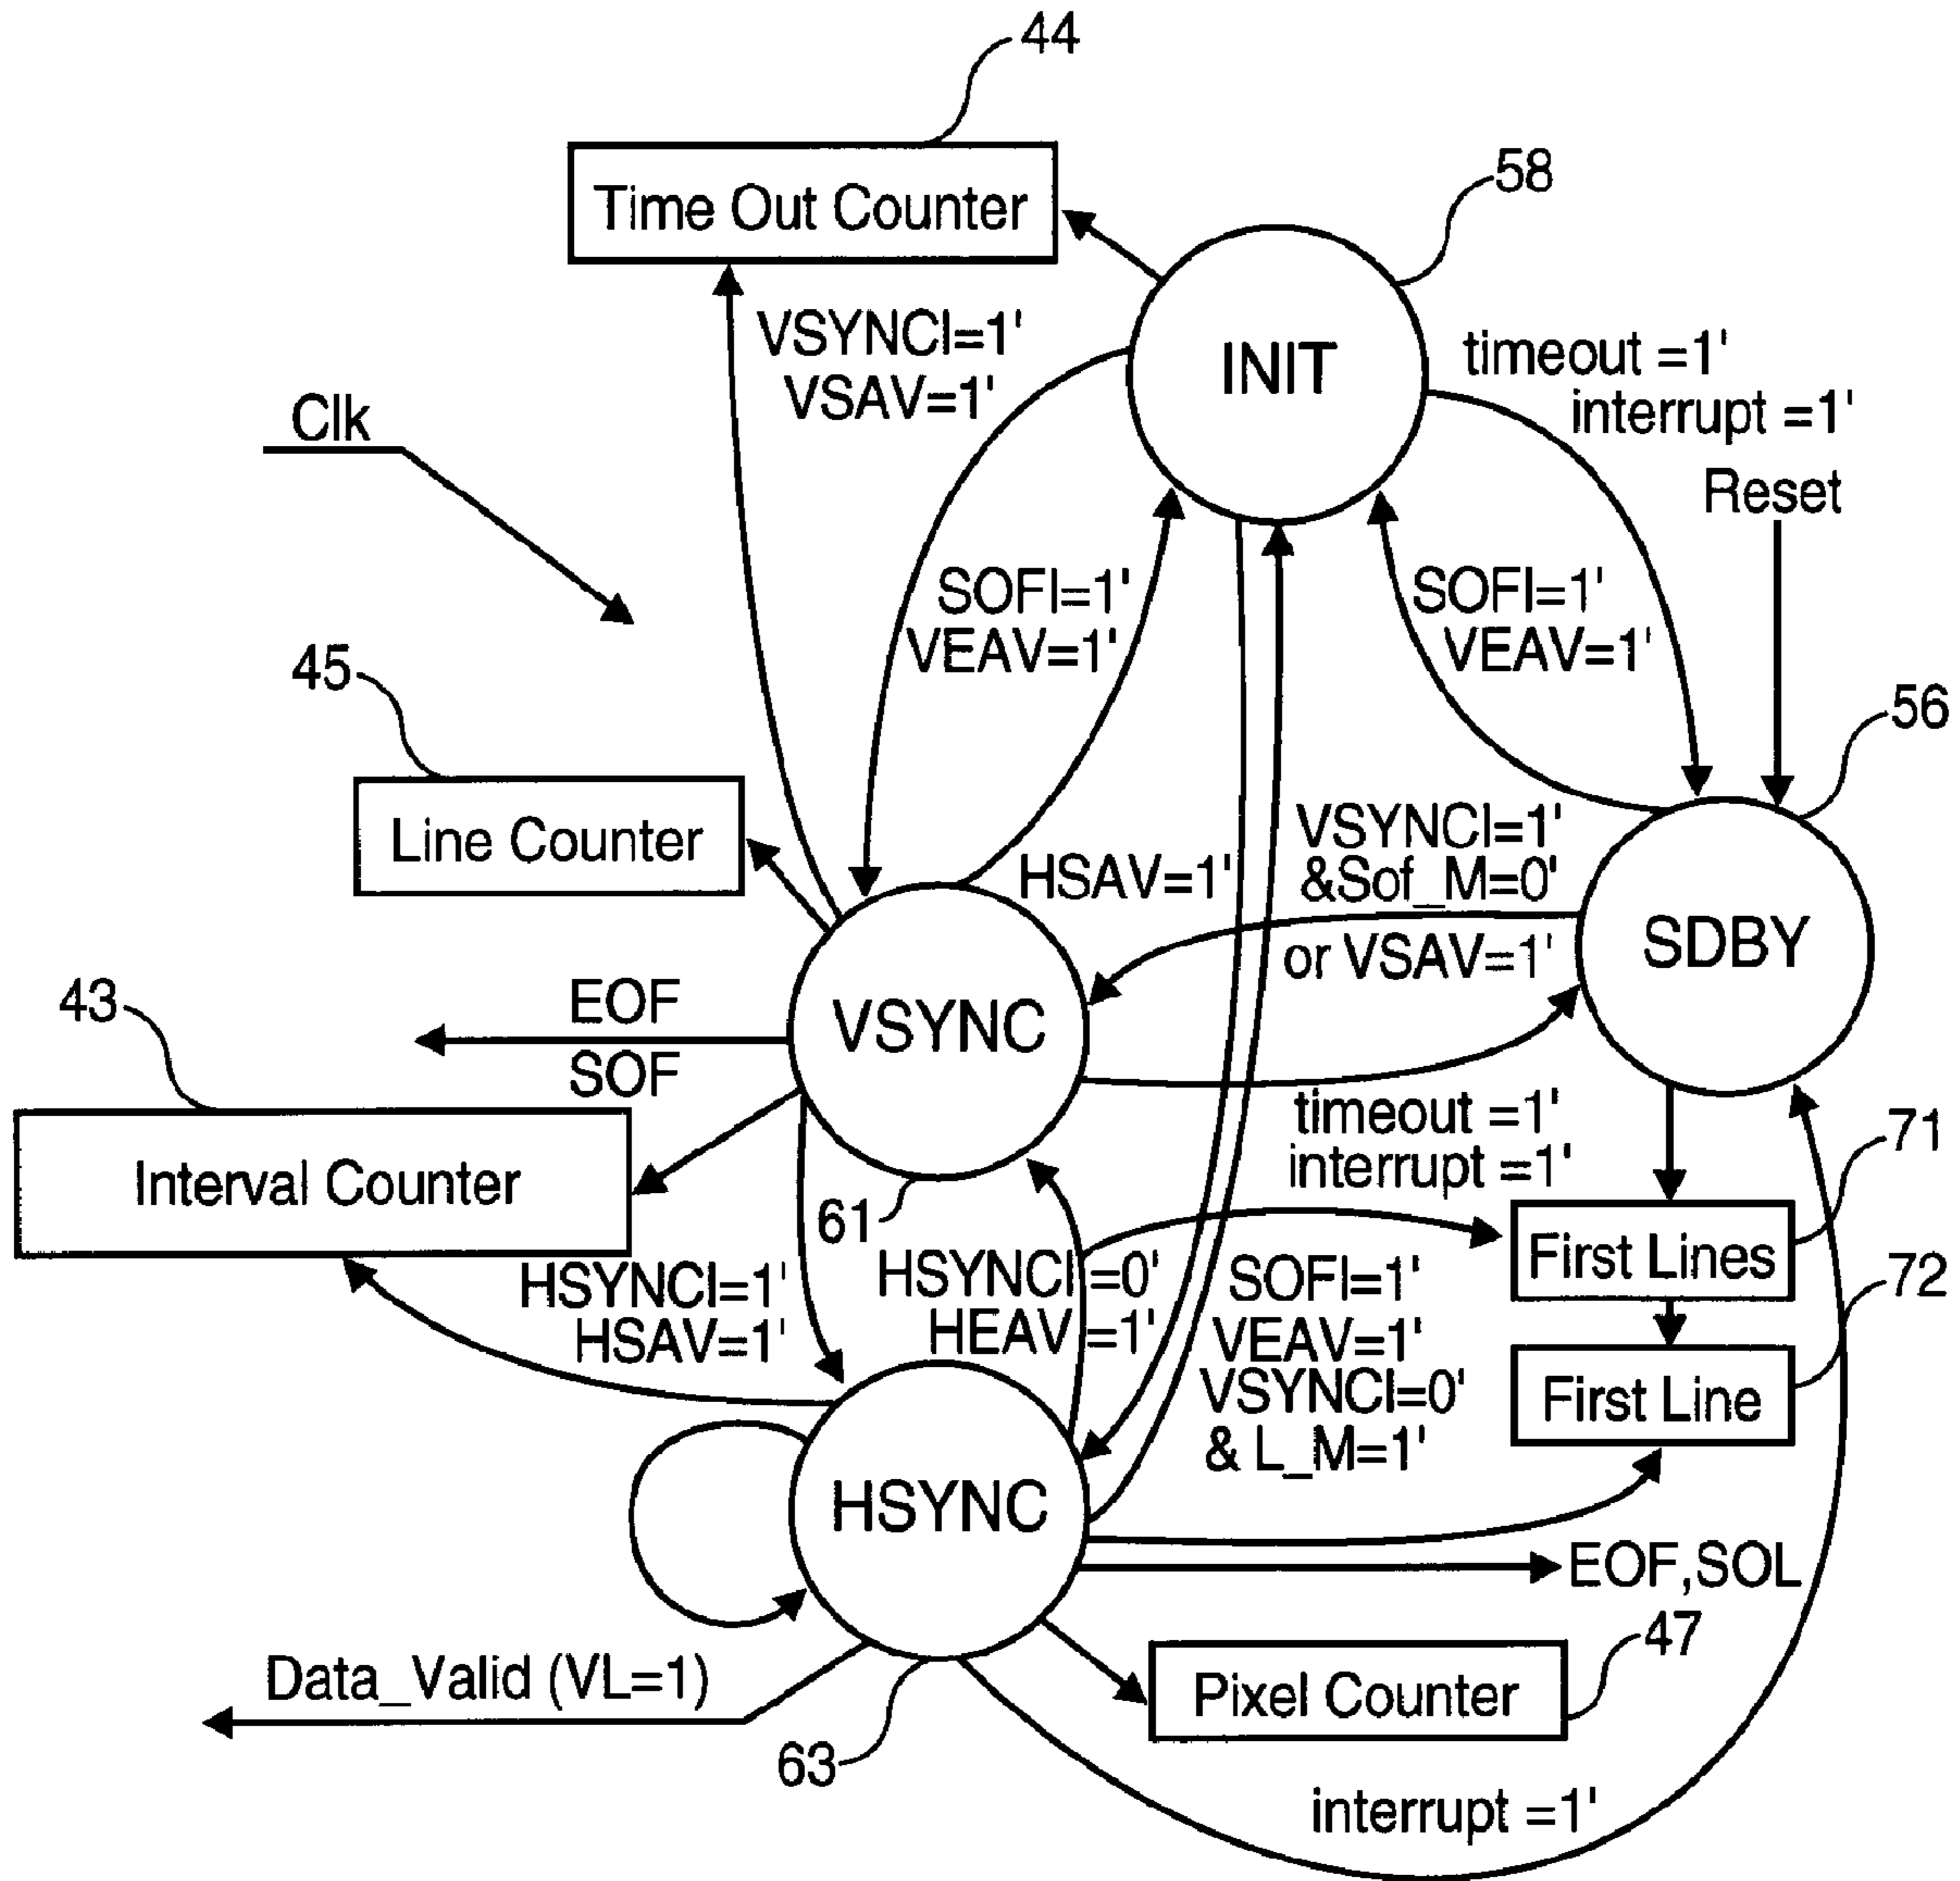 44
58
Time Out Counter
VSYNCI=1'
VSAV=1'
INIT
timeout =1'
interrupt =1'
Clk
Reset
SOFI=1'
VEAV=1'
SOFI=1'
VEAV=1'
45
56
Line Counter
HSAV=1'
VSYNCI=1'
&Sof_M=0'
or VSAV=1'
SDBY
43
EOF
SOF
VSYNC
timeout =1'
interrupt =1'
71
Interval Counter
61
First Lines
72
HSYNCI=1'
HSAV=1'
HSYNCI=0'
HEAV=1'
SOFI=1'
VEAV=1'
VSYNCI=0'
& L_M=1'
First Line
HSYNC
EOF,SOL
47
Data_Valid (VL=1)
Pixel Counter
63
interrupt =1'